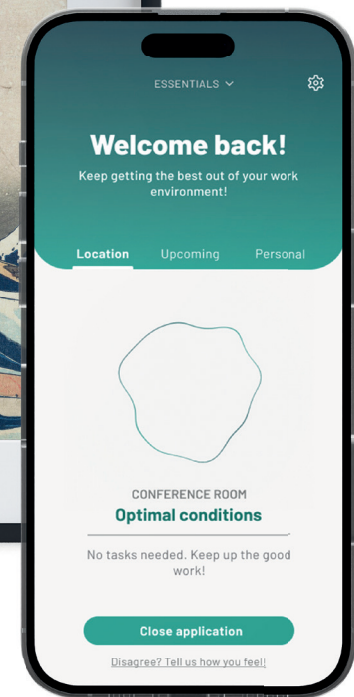 ESSENTIALS
Welcome back!
Keep getting the best out of your work
environment!
Location Upcoming Personal
CONFERENCE ROOM
Optimal conditions
No tasks needed. Keep up the good
work!
Close application
Disagree? Tell us how you feel!